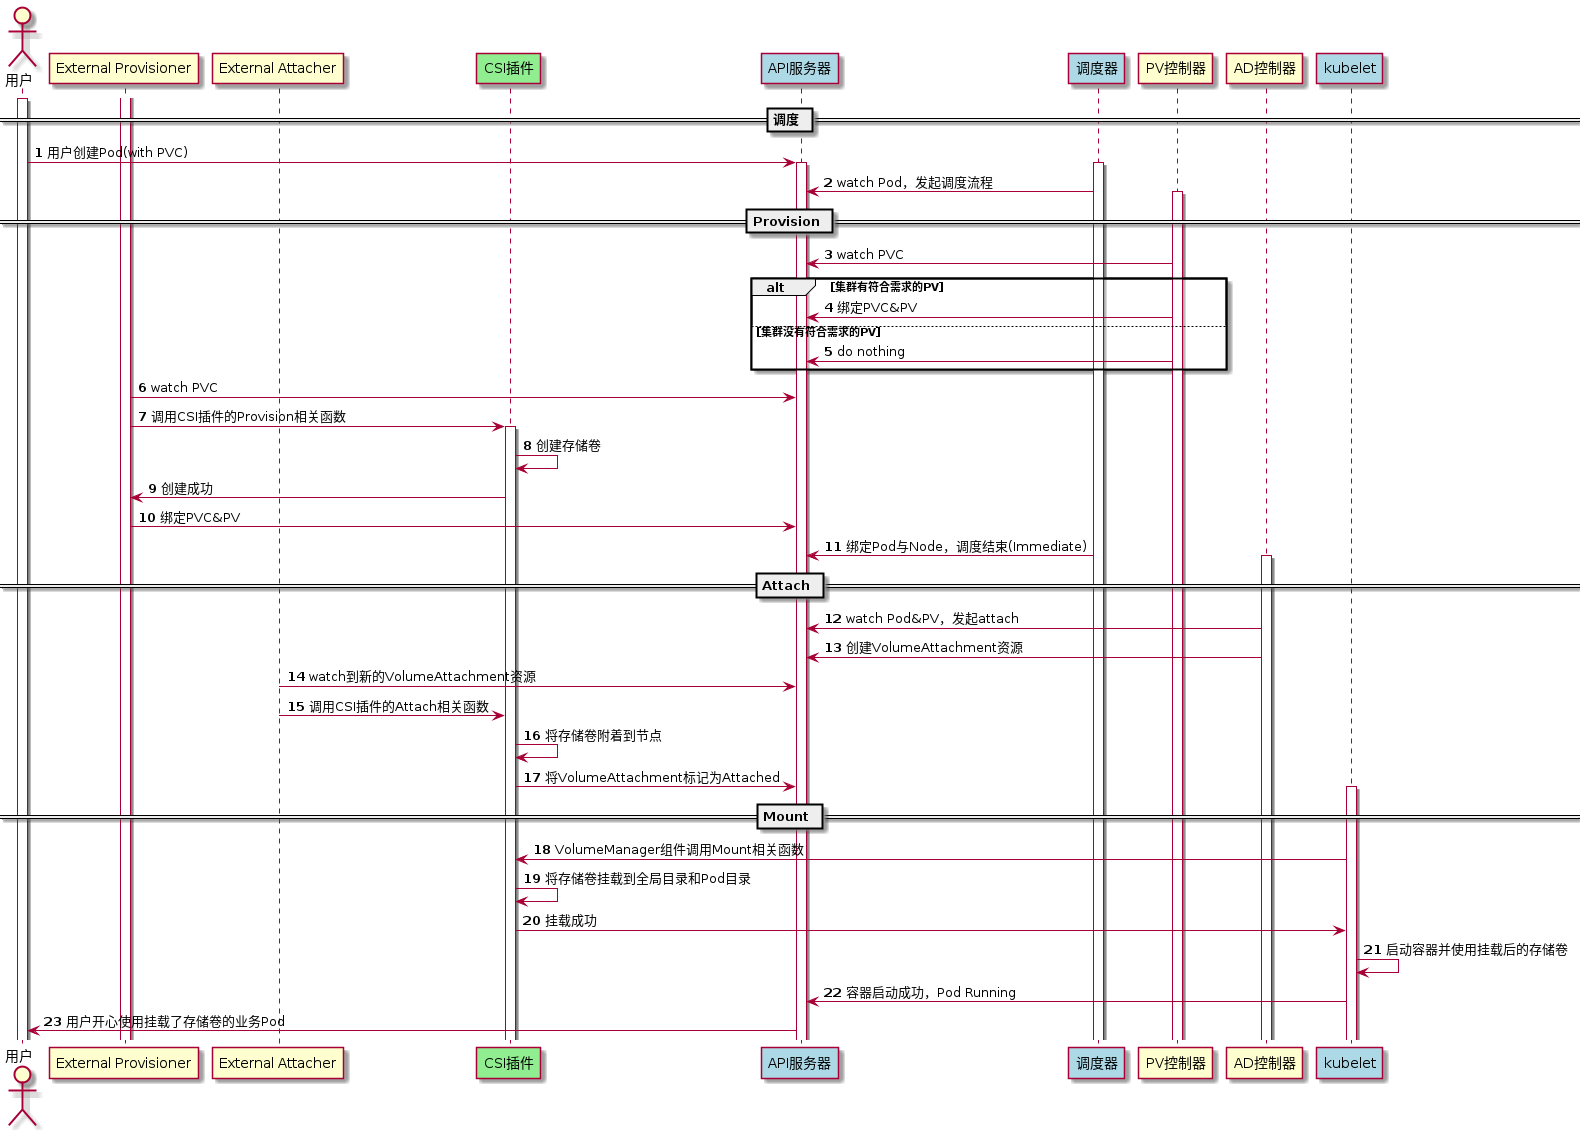 用户
External Provisioner
External Attacher
CSI插件
API服务器
调度器
PV控制器
AD控制器
kubelet
调度
1 用户创建Pod(with PVC)
2 watch Pod，发起调度流程
Provision
3 watch PVC
alt [集群有符合需求的PV]
4 绑定PVC&PV
[集群没有符合需求的PV]
5 do nothing
6 watch PVC
7 调用CSI插件的Provision相关函数
8 创建存储卷
9 创建成功
10 绑定PVC&PV
11 绑定Pod与Node，调度结束(Immediate)
Attach
12 watch Pod&PV，发起attach
13 创建VolumeAttachment资源
14 watch到新的VolumeAttachment资源
15 调用CSI插件的Attach相关函数
16 将存储卷附着到节点
17 将VolumeAttachment标记为Attached
Mount
18 VolumeManager组件调用Mount相关函数
19 将存储卷挂载到全局目录和Pod目录
20 挂载成功
21 启动容器并使用挂载后的存储卷
22 容器启动成功，Pod Running
23 用户开心使用挂载了存储卷的业务Pod
用户
External Provisioner
External Attacher
CSI插件
API服务器
调度器
PV控制器
AD控制器
kubelet